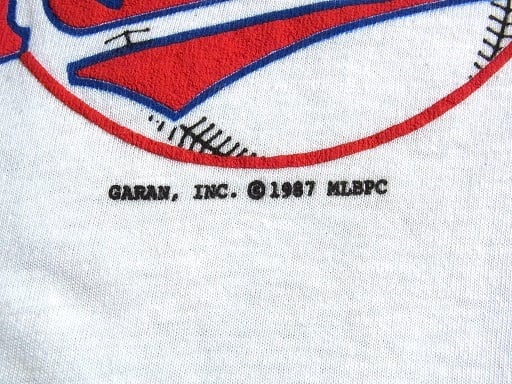 GARAN, INC. © 1987 MLBPC